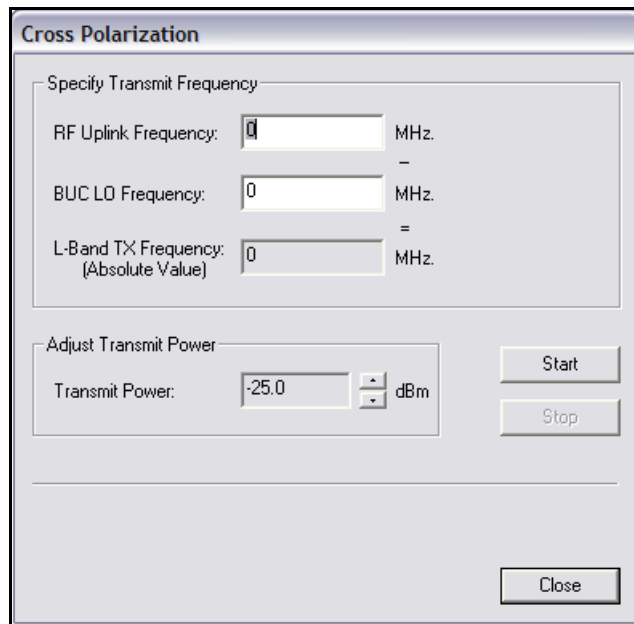 Cross Polarization
Specify Transmit Frequency
RF Uplink Frequency: 0 MHz.
–
BUC LO Frequency: 0 MHz.
=
L-Band TX Frequency: 0 MHz.
(Absolute Value)
Adjust Transmit Power
Transmit Power: -25.0 dBm
Start
Stop
Close